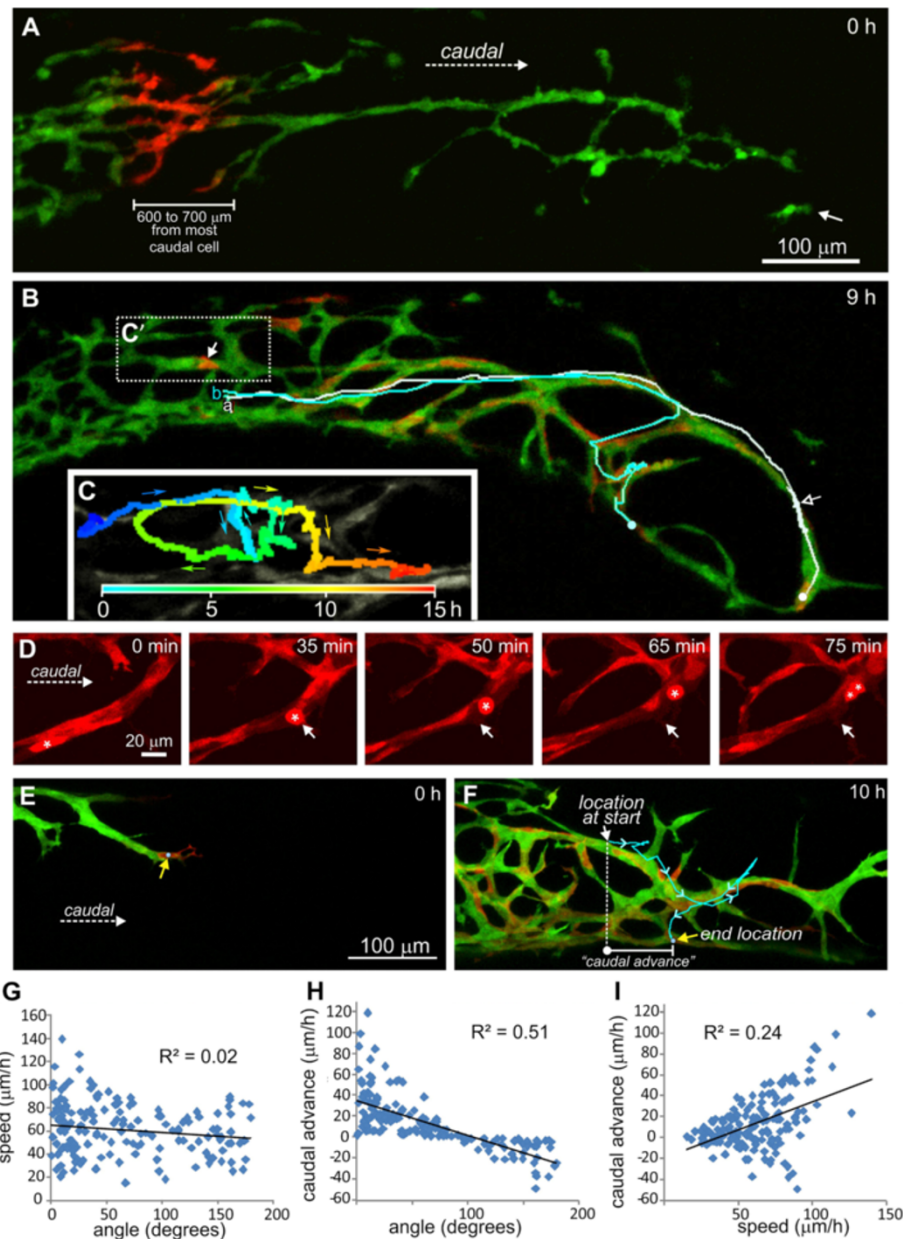 A
0 h
caudal
600 to 700 µm
from most
caudal cell
100 µm
B
9 h
C'
b
a
C
0 5 10 15 h
D
0 min
35 min
50 min
65 min
75 min
caudal
20 µm
*
*
*
*
* *
E
0 h
caudal
100 µm
F
10 h
location
at start
end location
"caudal advance"
G
speed (µm/h)
160
140
120
100
80
60
40
20
0
R² = 0.02
0 50 100 150 200
angle (degrees)
H
caudal advance (µm/h)
120
100
80
60
40
20
0
-20
-40
-60
R² = 0.51
0 50 100 150 200
angle (degrees)
I
caudal advance (µm/h)
120
100
80
60
40
20
0
-20
-40
-60
R² = 0.24
50 100 150
speed (µm/h)